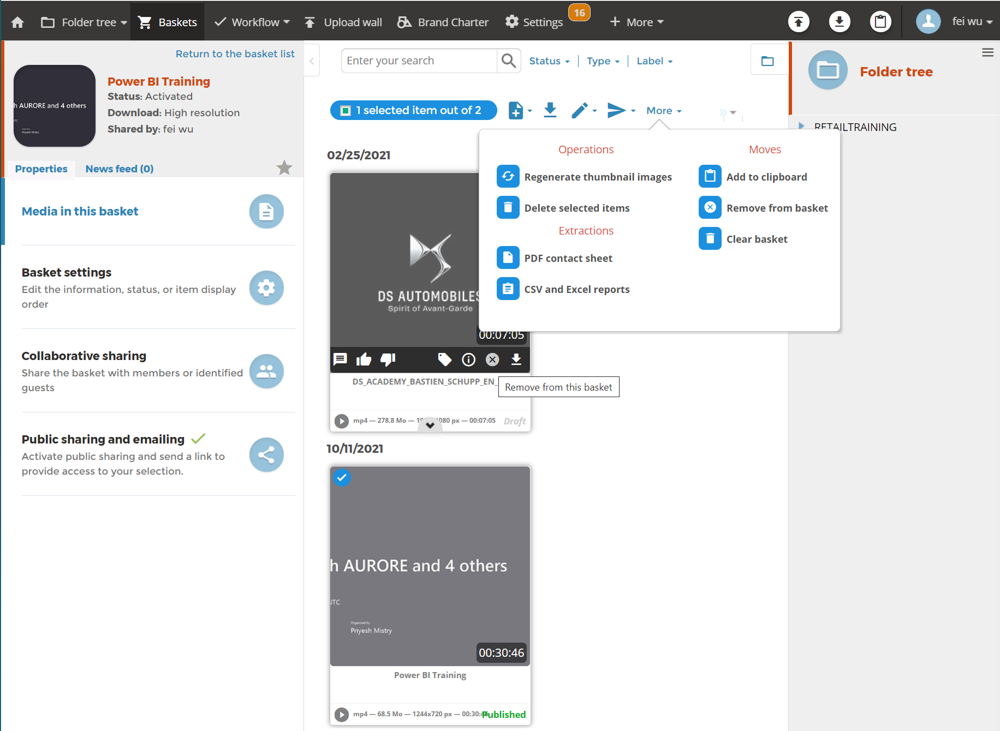 Folder tree
Baskets
Workflow
Upload wall
Brand Charter
Settings
16
More
fei wu
Return to the basket list
h AURORE and 4 others
Priyesh Mistry
Power BI Training
Status: Activated
Download: High resolution
Shared by: fei wu
Properties
News feed (0)
Media in this basket
Basket settings
Edit the information, status, or item display
order
Collaborative sharing
Share the basket with members or identified
guests
Public sharing and emailing
Activate public sharing and send a link to
provide access to your selection.
Enter your search
Status
Type
Label
1 selected item out of 2
More
02/25/2021
DS AUTOMOBILES
Spirit of Avant-Garde
00:07:05
DS_ACADEMY_BASTIEN_SCHUPP_EN_
Remove from this basket
mp4 — 278.8 Mo — 19 080 px — 00:07:05
Draft
10/11/2021
h AURORE and 4 others
UTC
Organized by
Priyesh Mistry
00:30:46
Power BI Training
mp4 — 68.5 Mo — 1244x720 px — 00:30:46
Published
Operations
Regenerate thumbnail images
Delete selected items
Extractions
PDF contact sheet
CSV and Excel reports
Moves
Add to clipboard
Remove from basket
Clear basket
Folder tree
RETAILTRAINING